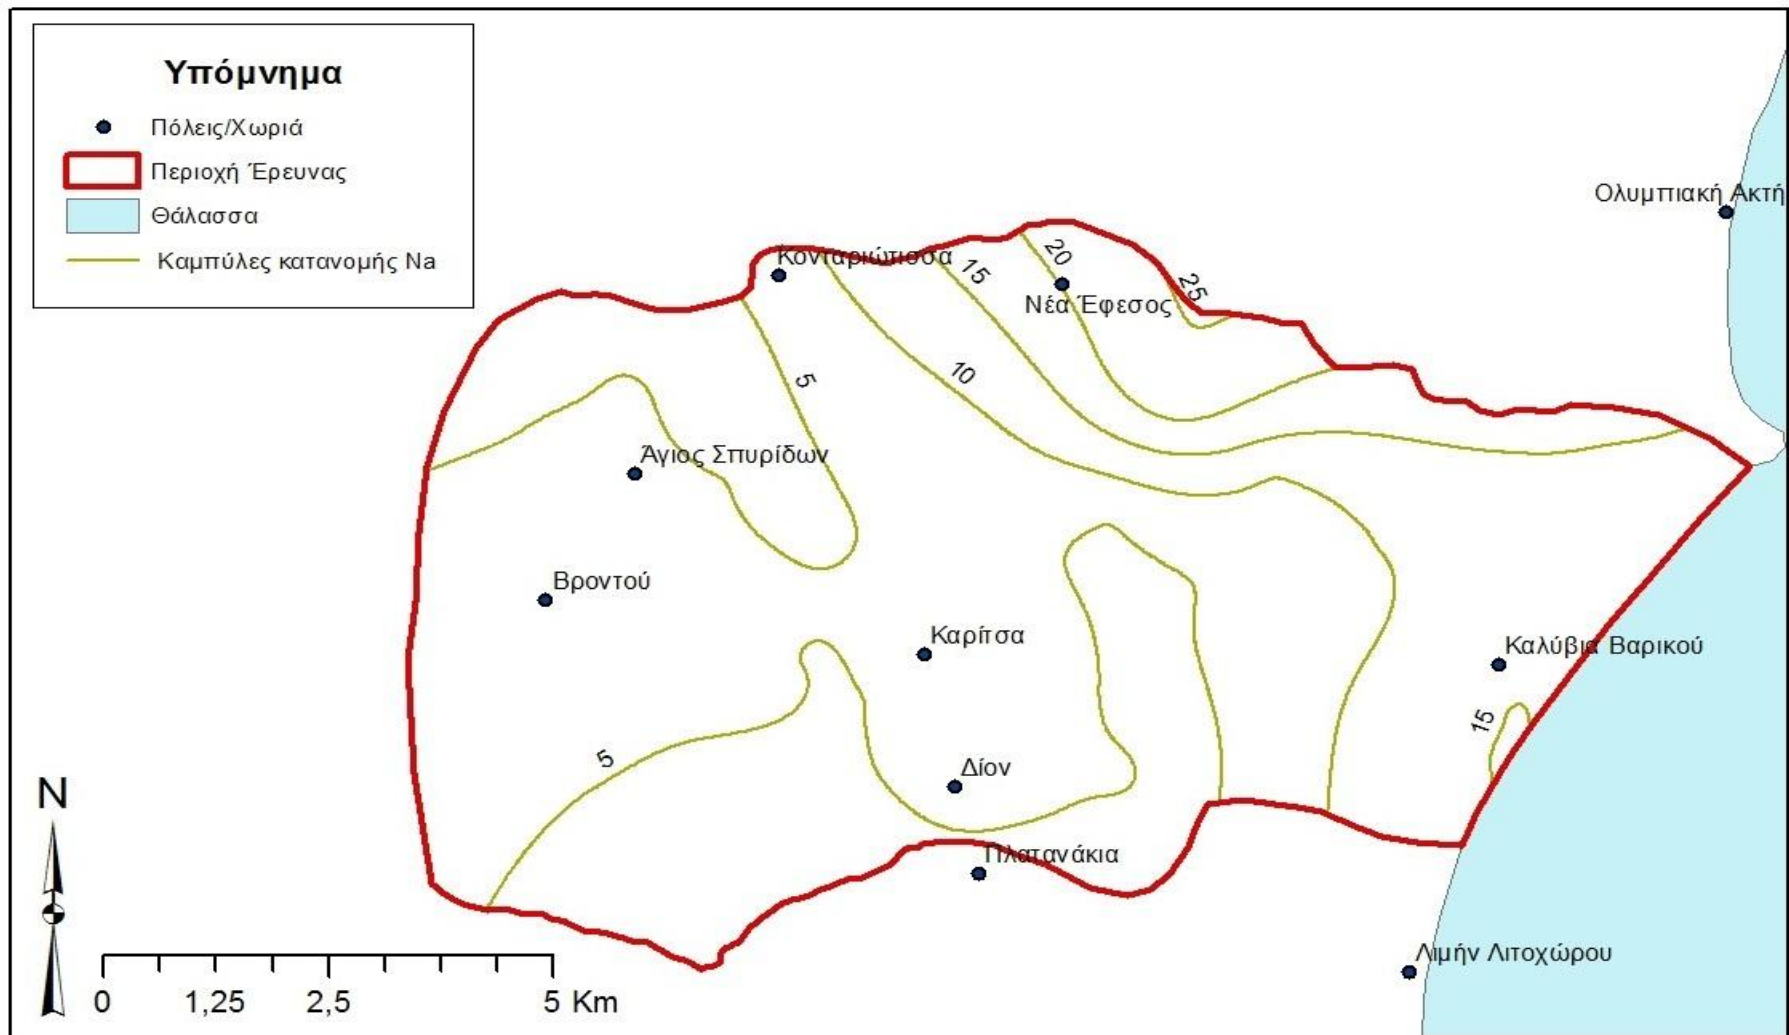 Υπόμνημα
Πόλεις/Χωριά
Περιοχή Έρευνας
Θάλασσα
Καμπύλες κατανομής Na
Ολυμπιακή Ακτή
Κονταριώτισσα
20
15
25
Νέα Έφεσος
5
10
Άγιος Σπυρίδων
Βροντού
Καρίτσα
Καλύβια Βαρικού
15
5
Δίον
Πλατανάκια
Λιμήν Λιτοχώρου
N
0 1,25 2,5 5 Km